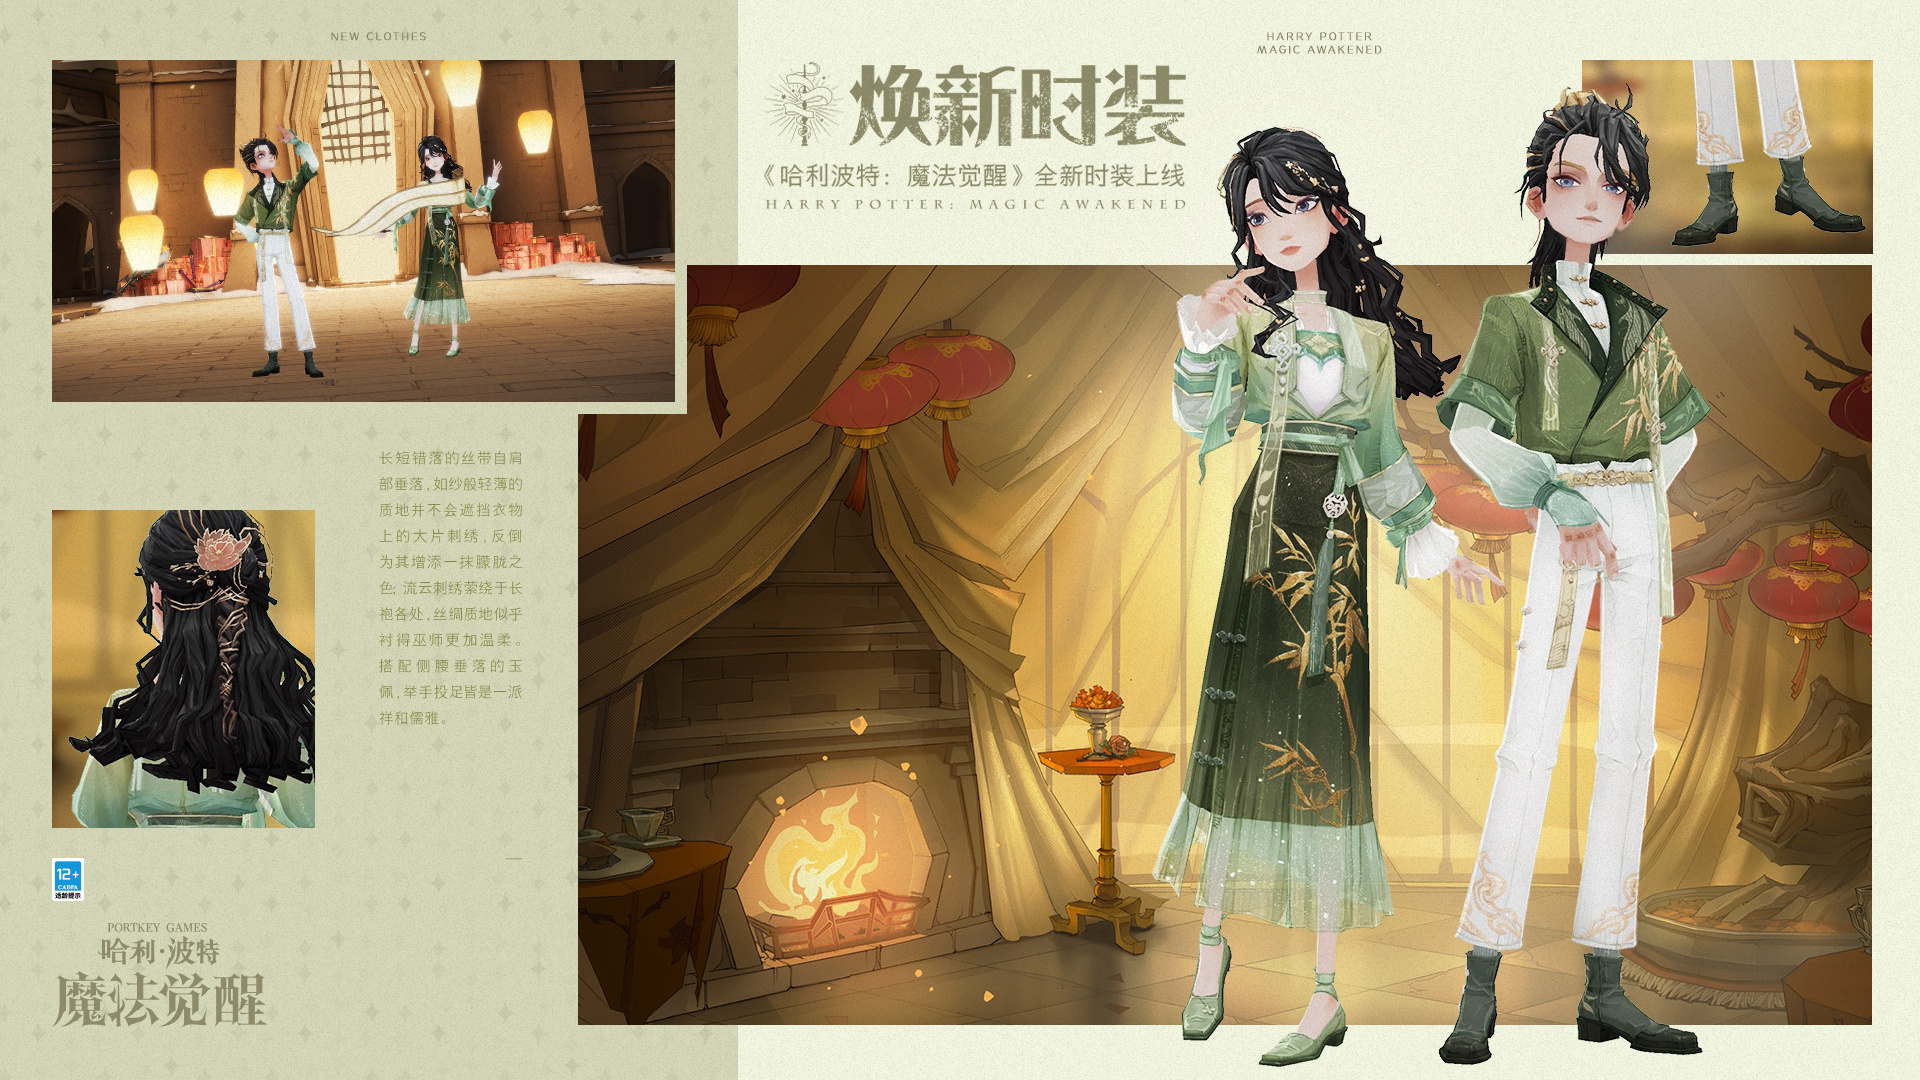 NEW CLOTHES
HARRY POTTER
MAGIC AWAKENED
焕新时装
《哈利波特：魔法觉醒》全新时装上线
HARRY POTTER: MAGIC AWAKENED
长短错落的丝带自肩
部垂落,如纱般轻薄的
质地并不会遮挡衣物
上的大片刺绣,反倒
为其增添一抹朦胧之
色; 流云刺绣萦绕于长
袍各处,丝绸质地似乎
衬得巫师更加温柔。
搭配侧腰垂落的玉
佩,举手投足皆是一派
祥和儒雅。
12+
CADPA
适龄提示
PORTKEY GAMES
哈利·波特
魔法觉醒